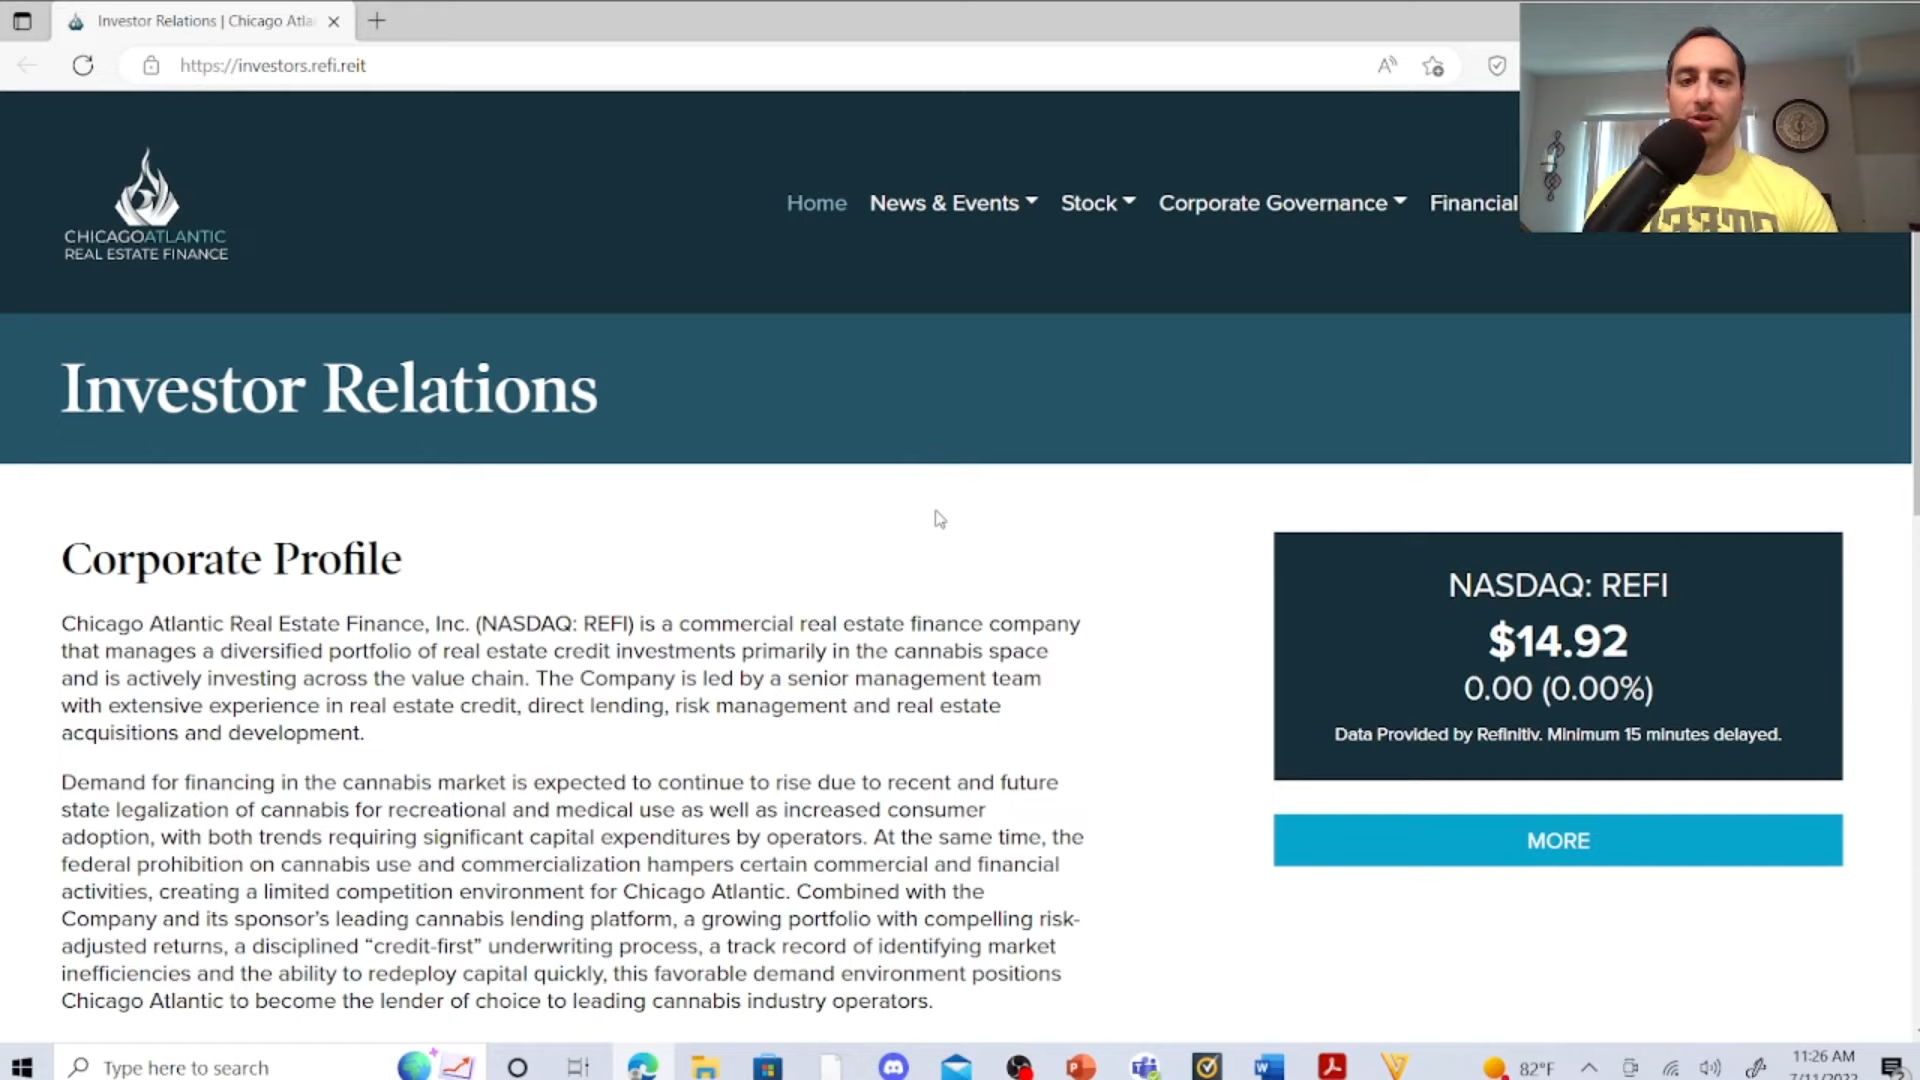 Investor Relations | Chicago Atla
https://investors.refi.reit
CHICAGOATLANTIC
REAL ESTATE FINANCE
Home News & Events Stock Corporate Governance Financial
Investor Relations
Corporate Profile
Chicago Atlantic Real Estate Finance, Inc. (NASDAQ: REFI) is a commercial real estate finance company
that manages a diversified portfolio of real estate credit investments primarily in the cannabis space
and is actively investing across the value chain. The Company is led by a senior management team
with extensive experience in real estate credit, direct lending, risk management and real estate
acquisitions and development.
Demand for financing in the cannabis market is expected to continue to rise due to recent and future
state legalization of cannabis for recreational and medical use as well as increased consumer
adoption, with both trends requiring significant capital expenditures by operators. At the same time, the
federal prohibition on cannabis use and commercialization hampers certain commercial and financial
activities, creating a limited competition environment for Chicago Atlantic. Combined with the
Company and its sponsor's leading cannabis lending platform, a growing portfolio with compelling risk-
adjusted returns, a disciplined “credit-first” underwriting process, a track record of identifying market
inefficiencies and the ability to redeploy capital quickly, this favorable demand environment positions
Chicago Atlantic to become the lender of choice to leading cannabis industry operators.
NASDAQ: REFI
$14.92
0.00 (0.00%)
Data Provided by Refinitiv. Minimum 15 minutes delayed.
MORE
Type here to search
82°F
11:26 AM